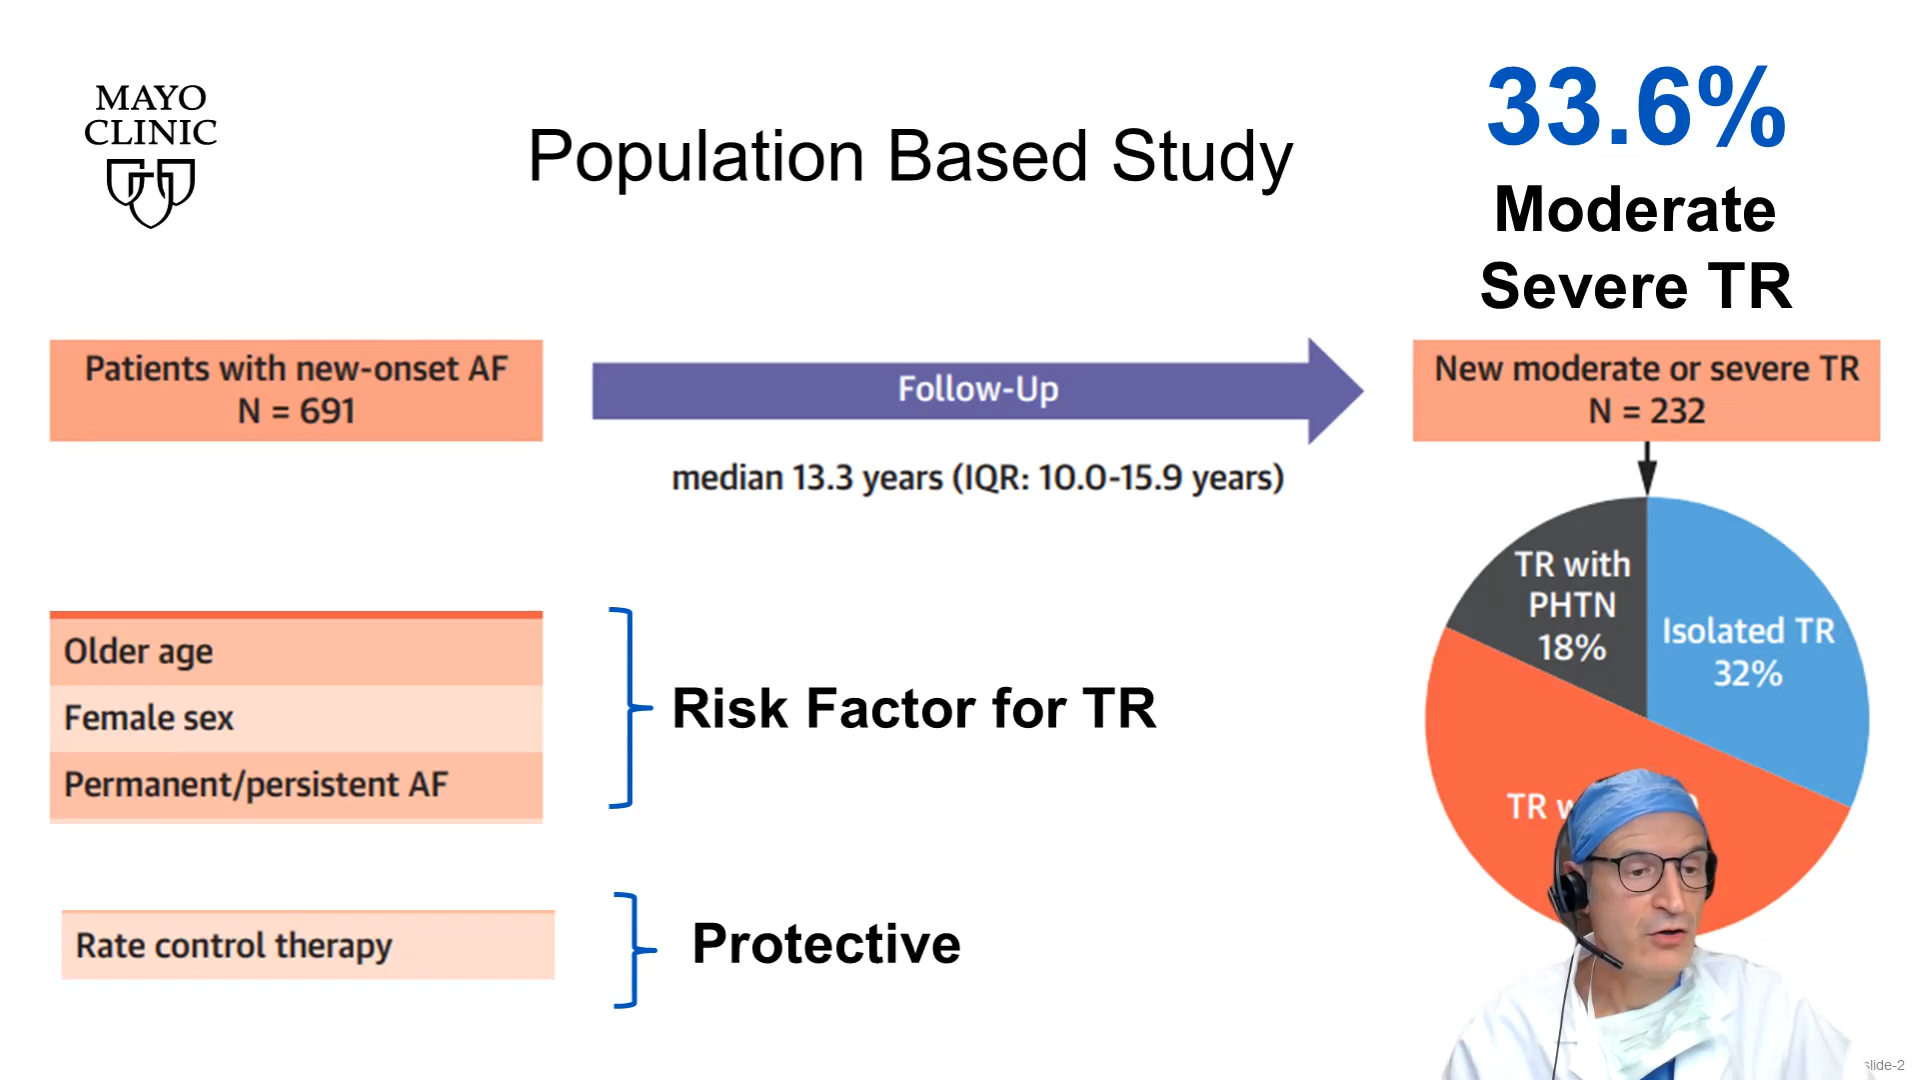 MAYO
CLINIC
Population Based Study
33.6%
Moderate
Severe TR
Patients with new-onset AF
N = 691
Follow-Up
median 13.3 years (IQR: 10.0-15.9 years)
New moderate or severe TR
N = 232
TR with
PHTN
18%
Isolated TR
32%
TR
Older age
Female sex
Permanent/persistent AF
Risk Factor for TR
Rate control therapy
Protective
slide-2